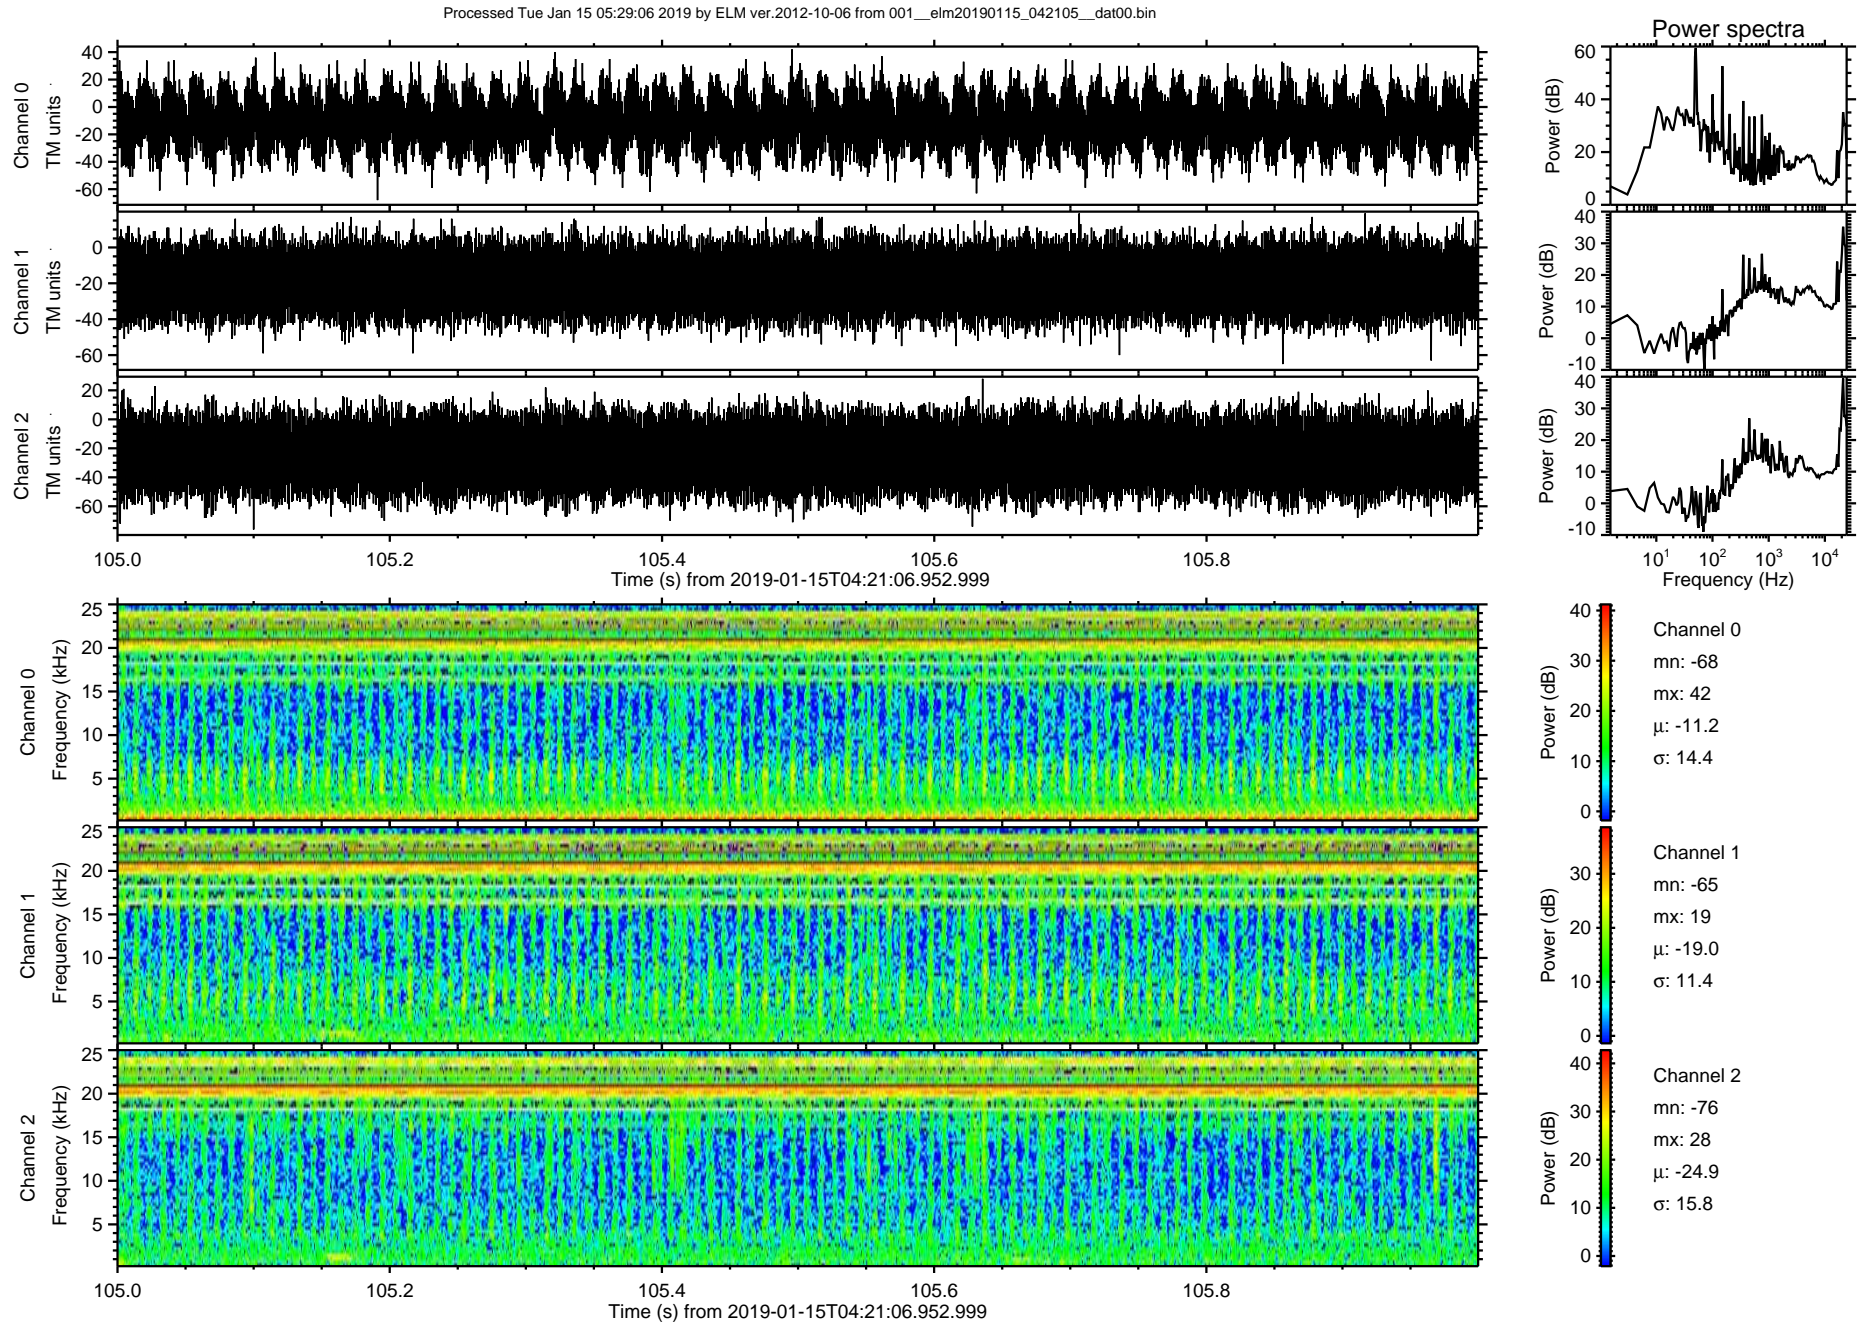 Processed Tue Jan 15 05:29:06 2019 by ELM ver.2012-10-06 from 001__elm20190115_042105__dat00.bin
Power spectra
Channel 0
TM units
40
20
0
-20
-40
-60
Power (dB)
60
40
20
0
Channel 1
TM units
0
-20
-40
-60
Power (dB)
40
30
20
10
0
-10
Channel 2
TM units
20
0
-20
-40
-60
Power (dB)
40
30
20
10
0
-10
105.0 105.2 105.4 105.6 105.8
Time (s) from 2019-01-15T04:21:06.952.999
10^1 10^2 10^3 10^4
Frequency (Hz)
Channel 0
Frequency (kHz)
25
20
15
10
5
Power (dB)
40
30
20
10
0
Channel 0
mn: -68
mx: 42
μ: -11.2
σ: 14.4
Channel 1
Frequency (kHz)
25
20
15
10
5
Power (dB)
30
20
10
0
Channel 1
mn: -65
mx: 19
μ: -19.0
σ: 11.4
Channel 2
Frequency (kHz)
25
20
15
10
5
Power (dB)
40
30
20
10
0
Channel 2
mn: -76
mx: 28
μ: -24.9
σ: 15.8
105.0 105.2 105.4 105.6 105.8
Time (s) from 2019-01-15T04:21:06.952.999